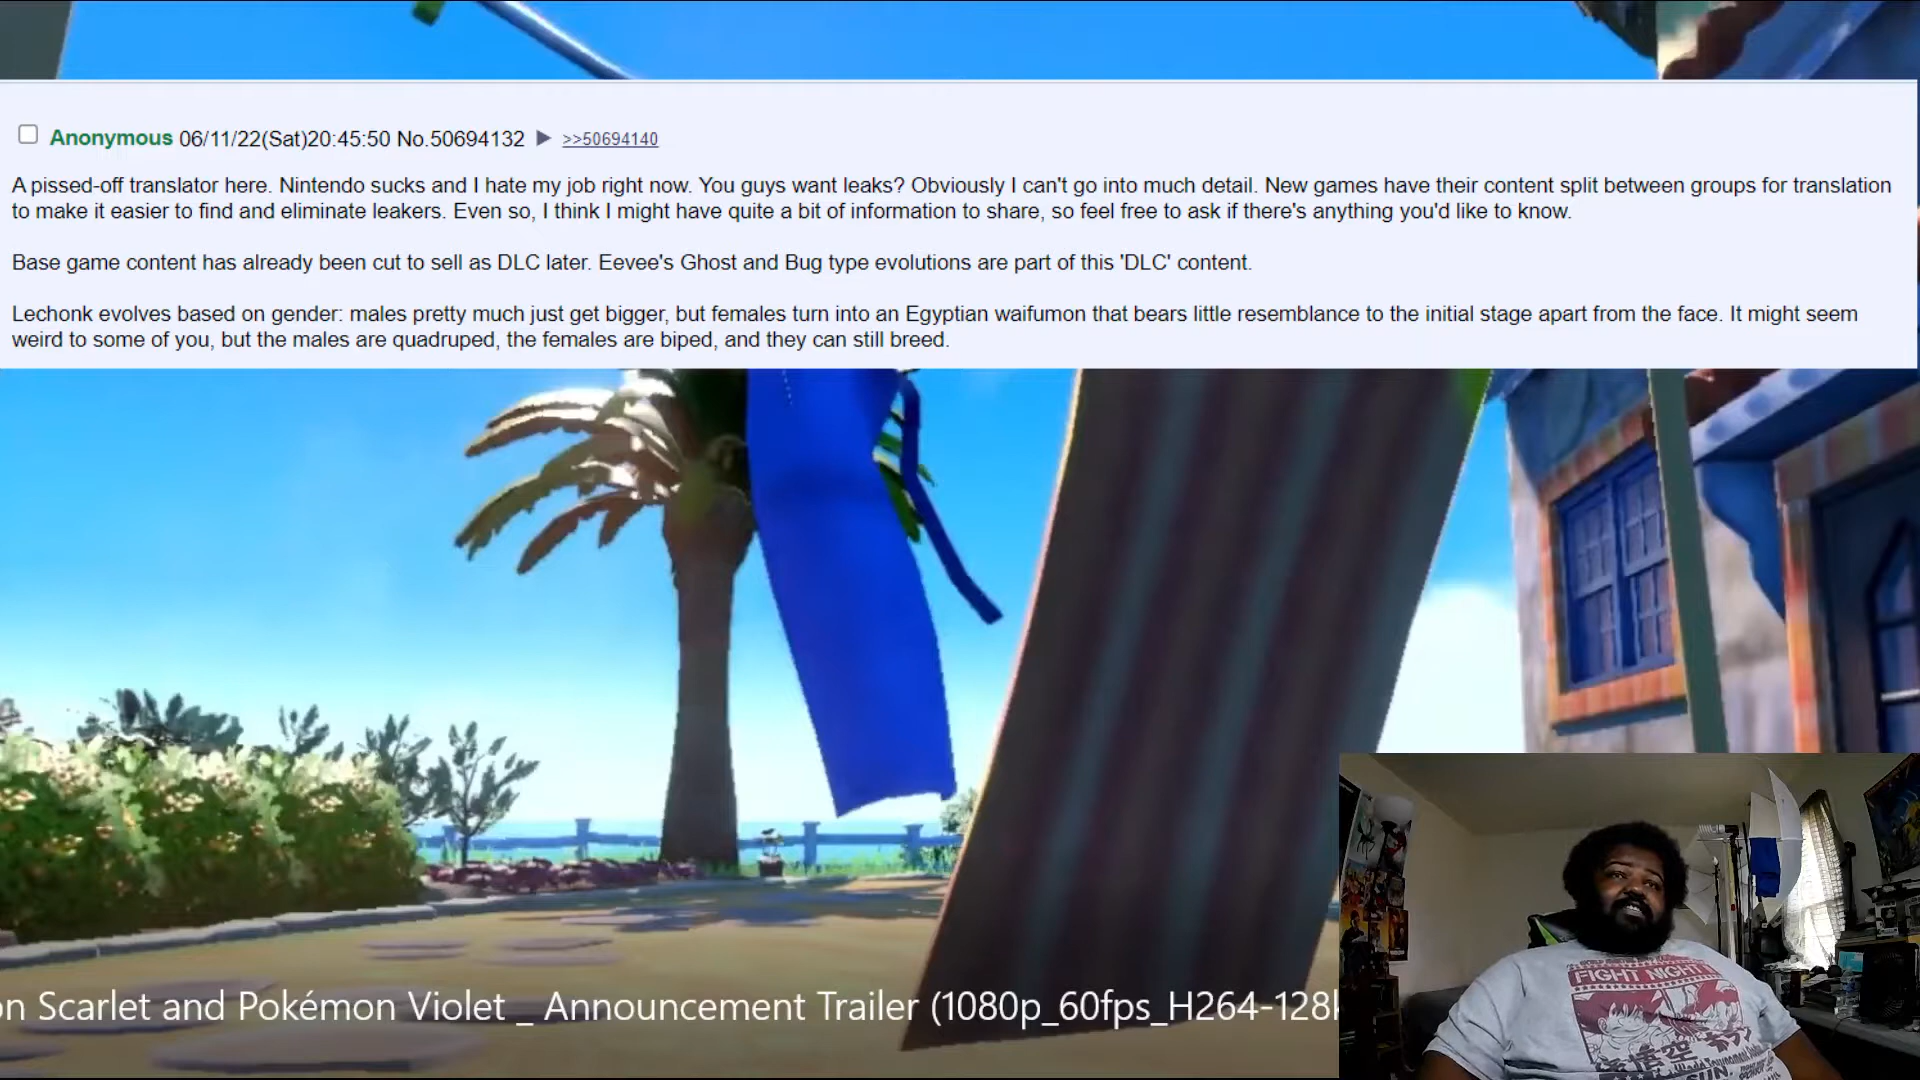 Anonymous 06/11/22(Sat)20:45:50 No.50694132 ▶ >>50694140
A pissed-off translator here. Nintendo sucks and I hate my job right now. You guys want leaks? Obviously I can't go into much detail. New games have their content split between groups for translation
to make it easier to find and eliminate leakers. Even so, I think I might have quite a bit of information to share, so feel free to ask if there's anything you'd like to know.
Base game content has already been cut to sell as DLC later. Eevee's Ghost and Bug type evolutions are part of this 'DLC' content.
Lechonk evolves based on gender: males pretty much just get bigger, but females turn into an Egyptian waifumon that bears little resemblance to the initial stage apart from the face. It might seem
weird to some of you, but the males are quadruped, the females are biped, and they can still breed.
on Scarlet and Pokémon Violet _ Announcement Trailer (1080p_60fps_H264-128k
FIGHT NIGHT